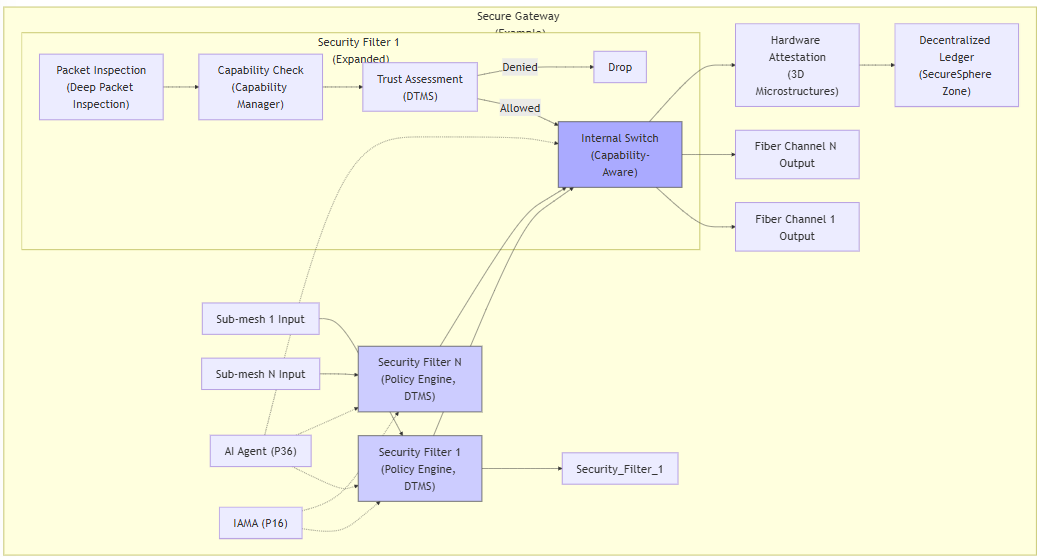 Secure Gateway
(Example)
Security Filter 1
(Expanded)
Packet Inspection
(Deep Packet
Inspection)
Capability Check
(Capability
Manager)
Trust Assessment
(DTMS)
Denied
Drop
Allowed
Internal Switch
(Capability-
Aware)
Hardware
Attestation
(3D
Microstructures)
Decentralized
Ledger
(SecureSphere
Zone)
Fiber Channel N
Output
Fiber Channel 1
Output
Sub-mesh 1 Input
Sub-mesh N Input
Security Filter N
(Policy Engine,
DTMS)
AI Agent (P36)
Security Filter 1
(Policy Engine,
DTMS)
Security_Filter_1
IAMA (P16)